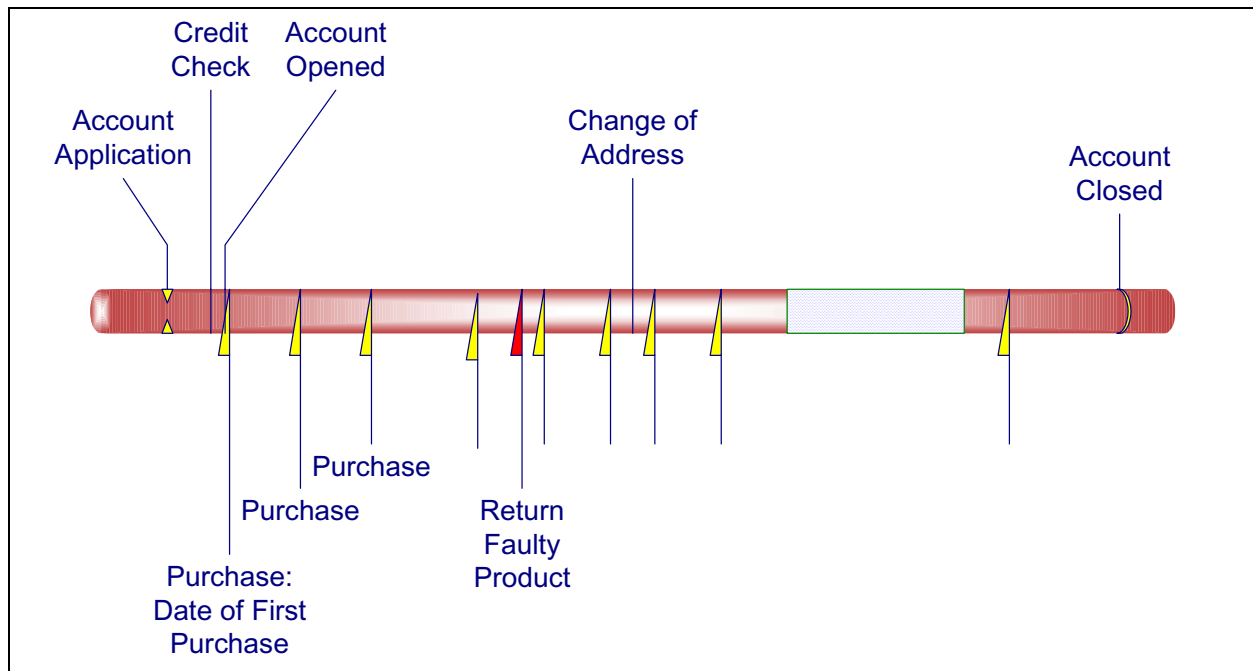 Credit
Check
Account
Opened
Account
Application
Change of
Address
Account
Closed
Purchase
Purchase
Return
Faulty
Product
Purchase:
Date of First
Purchase